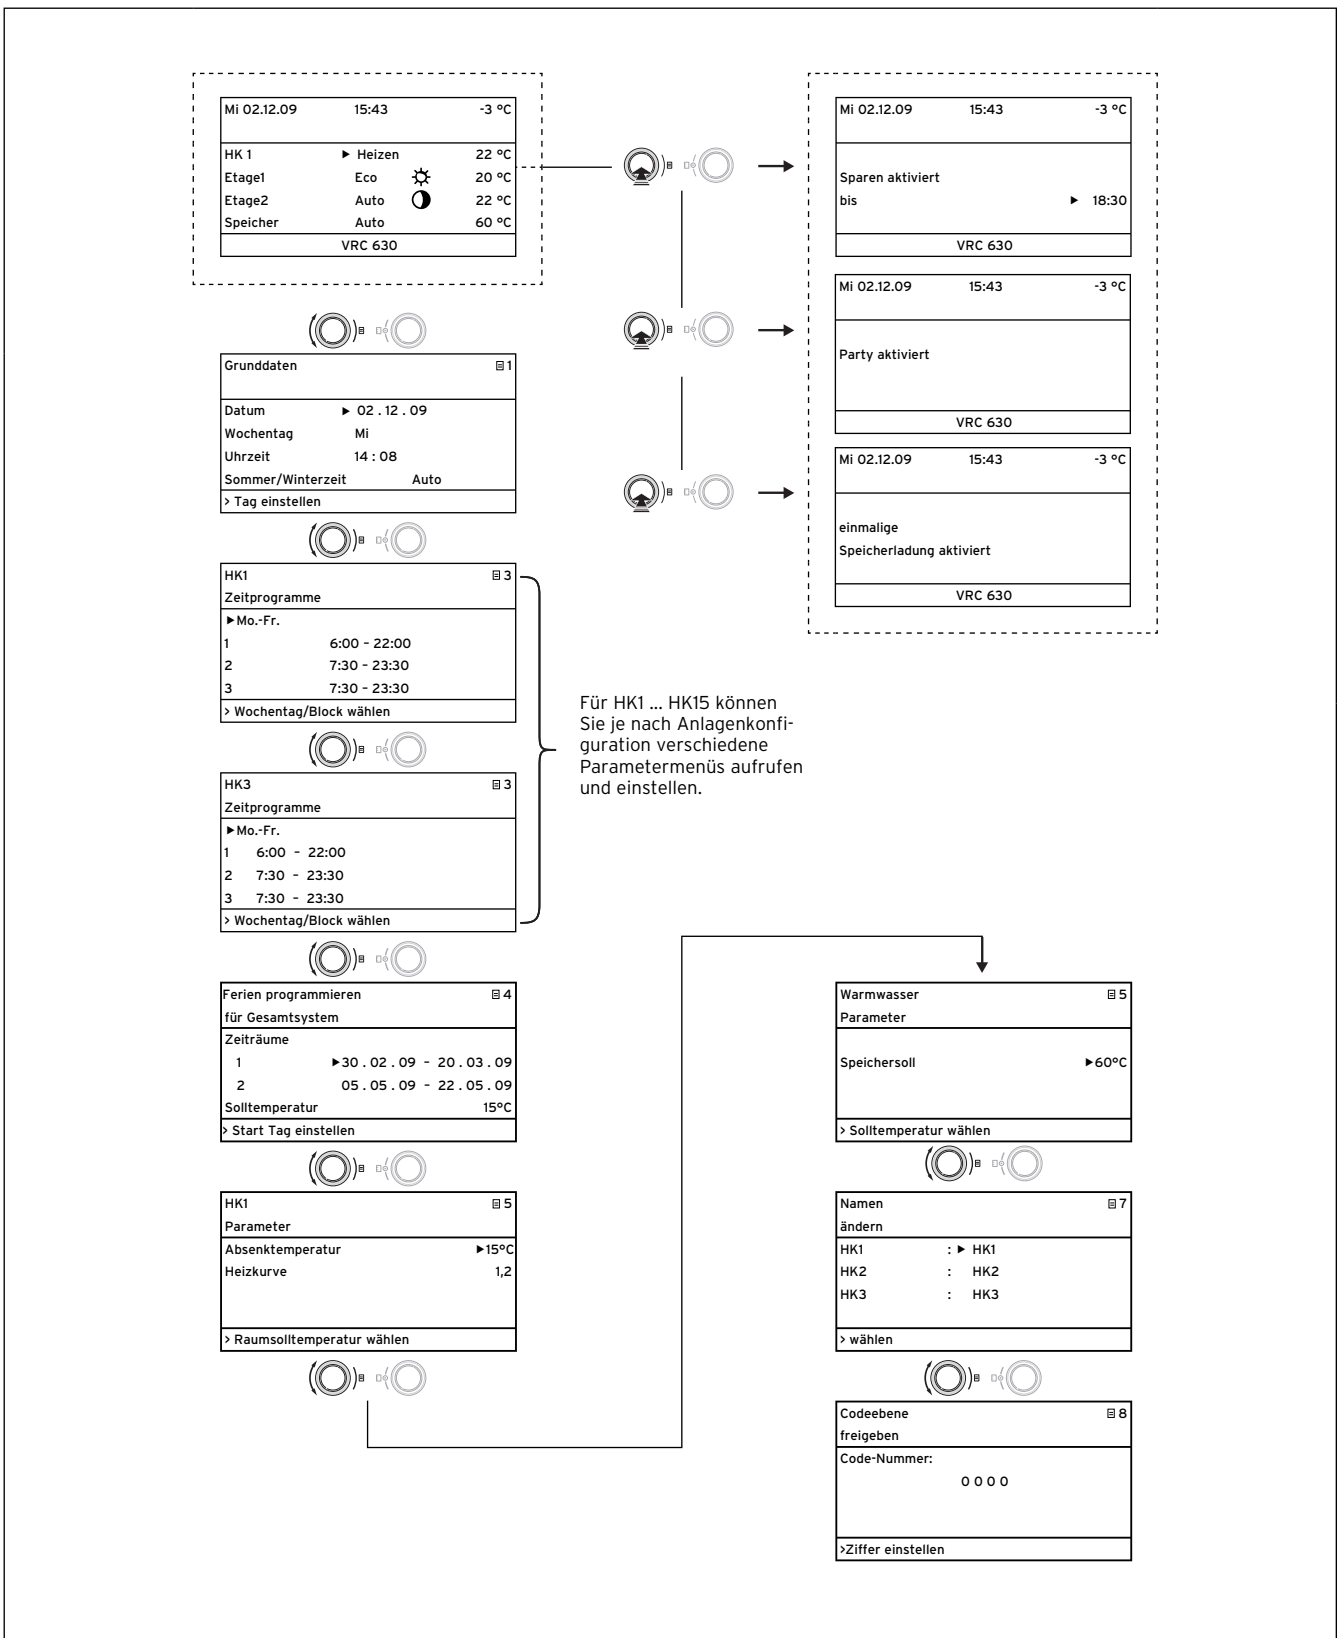 Mi 02.12.09 15:43 -3 °C
HK 1 ▶ Heizen 22 °C
Etage1 Eco 20 °C
Etage2 Auto 22 °C
Speicher Auto 60 °C
VRC 630
Mi 02.12.09 15:43 -3 °C
Sparen aktiviert
bis ▶ 18:30
VRC 630
Mi 02.12.09 15:43 -3 °C
Party aktiviert
VRC 630
Mi 02.12.09 15:43 -3 °C
einmalige
Speicherladung aktiviert
VRC 630
Grunddaten 1
Datum ▶ 02 . 12 . 09
Wochentag Mi
Uhrzeit 14 : 08
Sommer/Winterzeit Auto
> Tag einstellen
HK1 3
Zeitprogramme
▶Mo.-Fr.
1 6:00 - 22:00
2 7:30 - 23:30
3 7:30 - 23:30
> Wochentag/Block wählen
HK3 3
Zeitprogramme
▶Mo.-Fr.
1 6:00 - 22:00
2 7:30 - 23:30
3 7:30 - 23:30
> Wochentag/Block wählen
Für HK1 ... HK15 können
Sie je nach Anlagenkonfi-
guration verschiedene
Parametermenüs aufrufen
und einstellen.
Ferien programmieren 4
für Gesamtsystem
Zeiträume
1 ▶30 . 02 . 09 - 20 . 03 . 09
2 05 . 05 . 09 - 22 . 05 . 09
Solltemperatur 15°C
> Start Tag einstellen
HK1 5
Parameter
Absenktemperatur ▶15°C
Heizkurve 1,2
> Raumsolltemperatur wählen
Warmwasser 5
Parameter
Speichersoll ▶60°C
> Solltemperatur wählen
Namen 7
ändern
HK1 : ▶ HK1
HK2 : HK2
HK3 : HK3
> wählen
Codeebene 8
freigeben
Code-Nummer:
0 0 0 0
>Ziffer einstellen